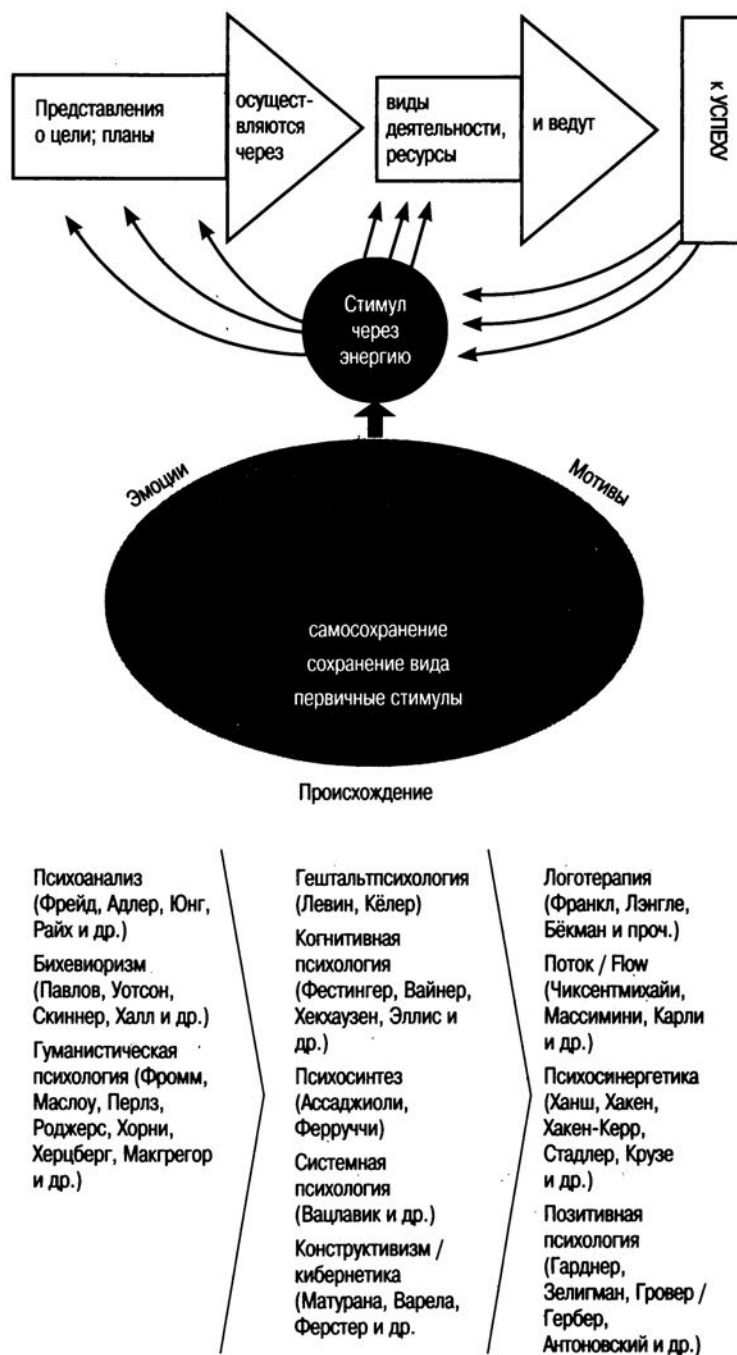 Представления
о цели; планы
осущест-
вляются
через
виды
деятельности,
ресурсы
и ведут
к УСПЕХУ
Стимул
через
энергию
Эмоции
Мотивы
самосохранение
сохранение вида
первичные стимулы
Происхождение
Психоанализ
(Фрейд, Адлер, Юнг,
Райх и др.)
Бихевиоризм
(Павлов, Уотсон,
Скиннер, Халл и др.)
Гуманистическая
психология (Фромм,
Маслоу, Перлз,
Роджерс, Хорни,
Херцберг, Макгрегор
и др.)
Гештальтпсихология
(Левин, Кёлер)
Когнитивная
психология
(Фестингер, Вайнер,
Хекхаузен, Эллис и
др.)
Психосинтез
(Ассаджиоли,
Ферруччи)
Системная
психология
(Вацлавик и др.)
Конструктивизм /
кибернетика
(Матурана, Варела,
Ферстер и др.
Логотерапия
(Франкл, Лэнгле,
Бёкман и проч.)
Поток / Flow
(Чиксентмихайи,
Массимини, Карли
и др.)
Психосинергетика
(Ханш, Хакен,
Хакен-Керр,
Стадлер, Крузе
и др.)
Позитивная
психология
(Гарднер,
Зелигман, Гровер /
Гербер,
Антоновский и др.)